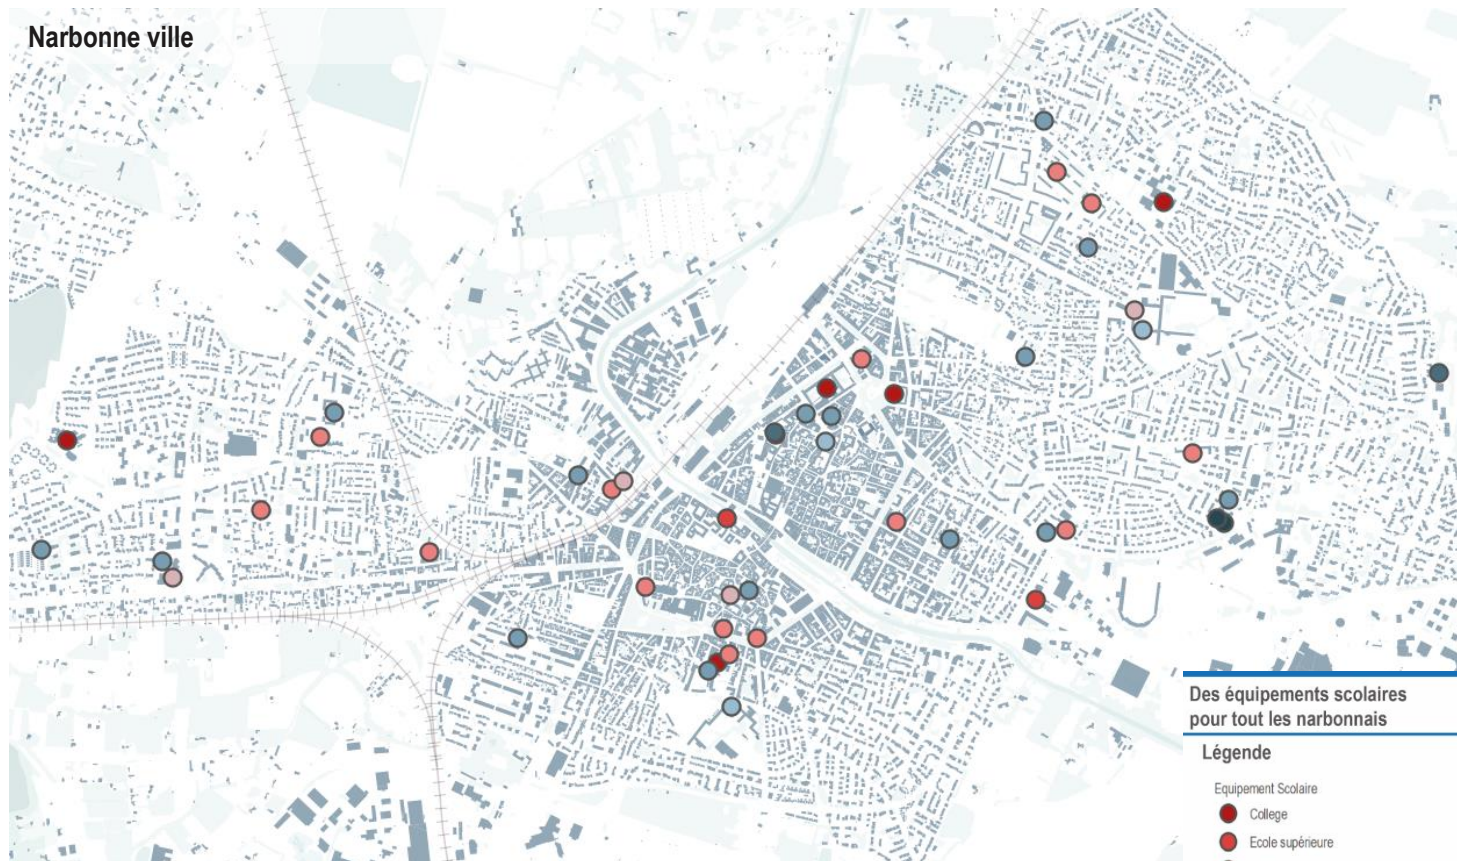 Narbonne ville
Des équipements scolaires
pour tout les narbonnais
Légende
Equipement Scolaire
College
Ecole supérieure